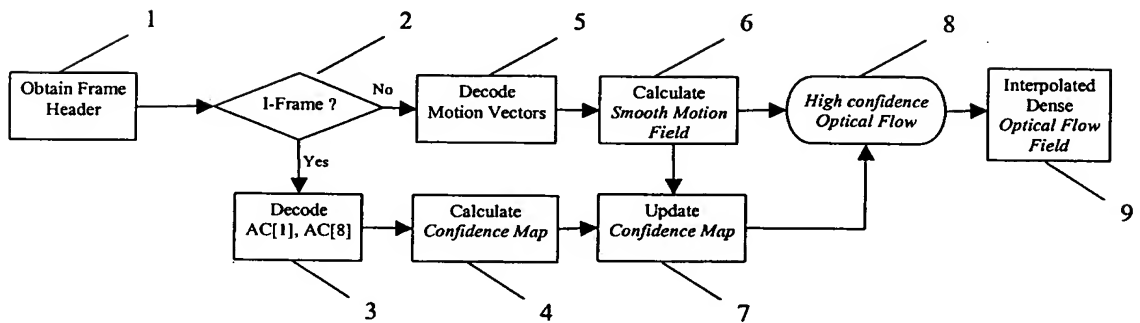 1
2
5
6
8
Obtain Frame
Header
I-Frame ?
No
Decode
Motion Vectors
Calculate
Smooth Motion
Field
High confidence
Optical Flow
Interpolated
Dense
Optical Flow
Field
Yes
9
Decode
AC[1], AC[8]
Calculate
Confidence Map
Update
Confidence Map
3
4
7